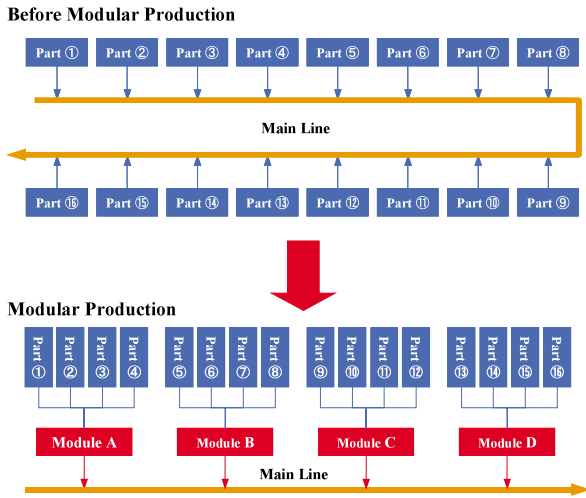 Before Modular Production
Part ①
Part ②
Part ③
Part ④
Part ⑤
Part ⑥
Part ⑦
Part ⑧
Main Line
Part ⑯
Part ⑮
Part ⑭
Part ⑬
Part ⑫
Part ⑪
Part ⑩
Part ⑨
Modular Production
Part ①
Part ②
Part ③
Part ④
Part ⑤
Part ⑥
Part ⑦
Part ⑧
Part ⑨
Part ⑩
Part ⑪
Part ⑫
Part ⑬
Part ⑭
Part ⑮
Part ⑯
Module A
Module B
Module C
Module D
Main Line